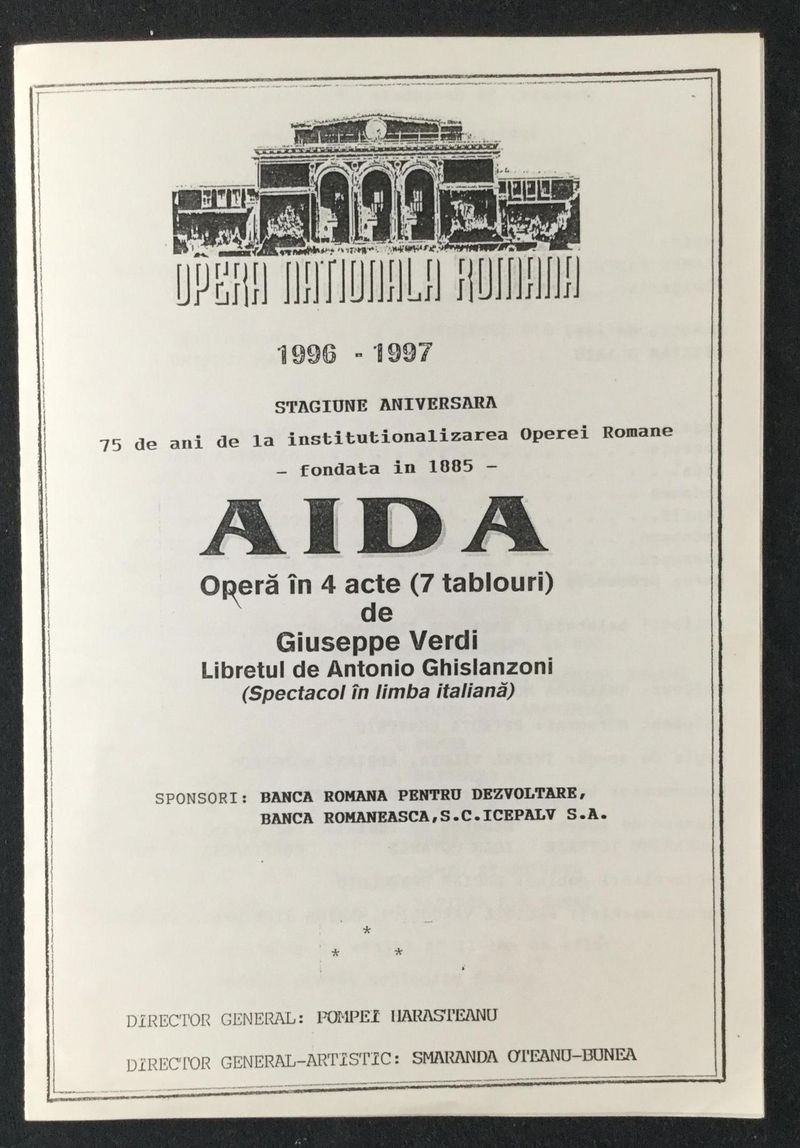 OPERA NATIONALA ROMANA
1996 - 1997
STAGIUNE ANIVERSARA
75 de ani de la institutionalizarea Operei Romane
- fondata in 1885 -
AIDA
Operă în 4 acte (7 tablouri)
de
Giuseppe Verdi
Libretul de Antonio Ghislanzoni
(Spectacol în limba italiană)
SPONSORI: BANCA ROMANA PENTRU DEZVOLTARE,
BANCA ROMANEASCA,S.C.ICEPALV S.A.
*
* *
DIRECTOR GENERAL: POMPEI HARASTEANU
DIRECTOR GENERAL-ARTISTIC: SMARANDA OTEANU-BUNEA